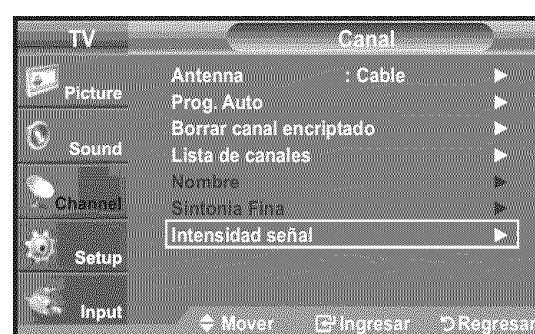 TV
Canal
Picture
Sound
Channel
Setup
Input
Antenna : Cable
Prog. Auto
Borrar canal encriptado
Lista de canales
Nombre
Sintonia Fina
Intensidad señal
Mover Ingresar Regresar